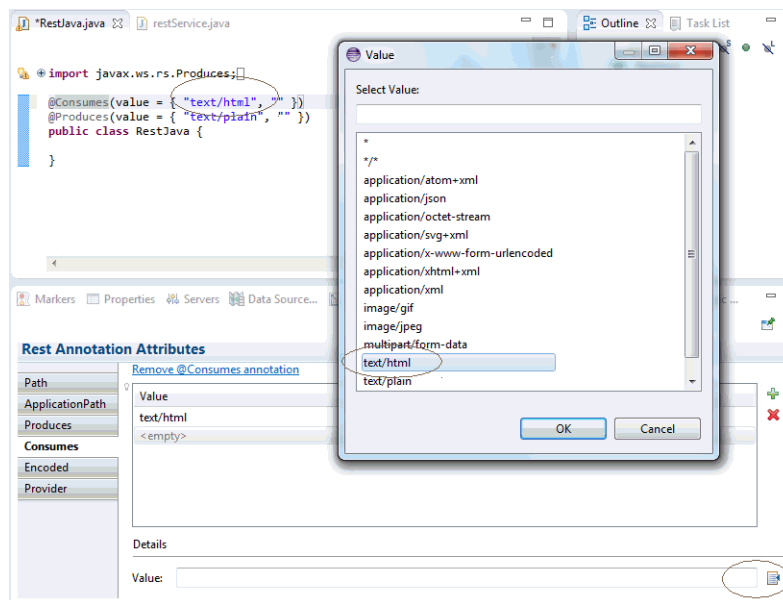 *RestJava.java
restService.java
Outline
Task List
import javax.ws.rs.Produces;
@Consumes(value = { "text/html", "" })
@Produces(value = { "text/plain", "" })
public class RestJava {
}
Value
Select Value:
*
*/*
application/atom+xml
application/json
application/octet-stream
application/svg+xml
application/x-www-form-urlencoded
application/xhtml+xml
application/xml
image/gif
image/jpeg
multipart/form-data
text/html
text/plain
OK
Cancel
Markers
Properties
Servers
Data Source...
Rest Annotation Attributes
Remove @Consumes annotation
Path
ApplicationPath
Produces
Consumes
Encoded
Provider
Value
text/html
<empty>
Details
Value: